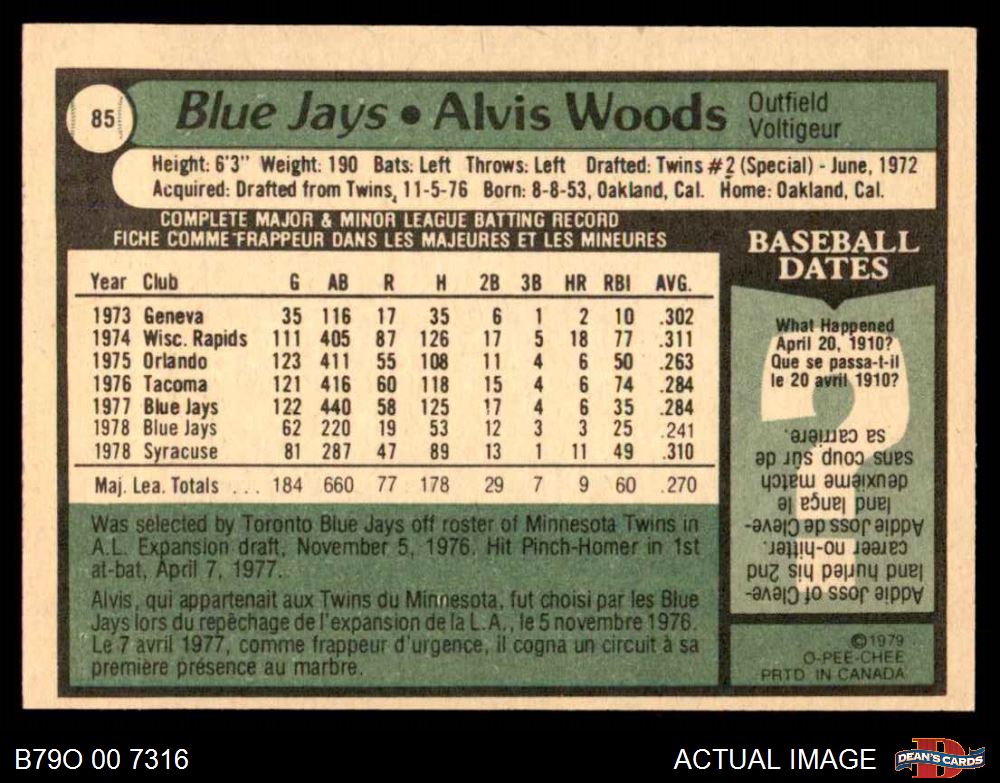 85
Blue Jays • Alvis Woods
Outfield
Voltigeur
Height: 6'3" Weight: 190 Bats: Left Throws: Left Drafted: Twins #2 (Special) - June, 1972
Acquired: Drafted from Twins, 11-5-76 Born: 8-8-53, Oakland, Cal. Home: Oakland, Cal.
COMPLETE MAJOR & MINOR LEAGUE BATTING RECORD
FICHE COMME FRAPPEUR DANS LES MAJEURES ET LES MINEURES
Year Club G AB R H 2B 3B HR RBI AVG.
1973 Geneva 35 116 17 35 6 1 2 10 .302
1974 Wisc. Rapids 111 405 87 126 17 5 18 77 .311
1975 Orlando 123 411 55 108 11 4 6 50 .263
1976 Tacoma 121 416 60 118 15 4 6 74 .284
1977 Blue Jays 122 440 58 125 17 4 6 35 .284
1978 Blue Jays 62 220 19 53 12 3 3 25 .241
1978 Syracuse 81 287 47 89 13 1 11 49 .310
Maj. Lea. Totals ... 184 660 77 178 29 7 9 60 .270
Was selected by Toronto Blue Jays off roster of Minnesota Twins in
A.L. Expansion draft, November 5, 1976. Hit Pinch-Homer in 1st
at-bat, April 7, 1977.
Alvis, qui appartenait aux Twins du Minnesota, fut choisi par les Blue
Jays lors du repêchage de l'expansion de la L.A., le 5 novembre 1976.
Le 7 avril 1977, comme frappeur d'urgence, il cogna un circuit à sa
première présence au marbre.
BASEBALL
DATES
What Happened
April 20, 1910?
Que se passa-t-il
le 20 avril 1910?
Addie Joss of Cleve-
land hurled his 2nd
career no-hitter.
Addie Joss de Cleve-
land lança le
deuxième match
sans coup sûr de
sa carrière.
©1979
O-PEE-CHEE
PRTD. IN CANADA
B79O 00 7316
ACTUAL IMAGE
D
DEAN'S CARDS